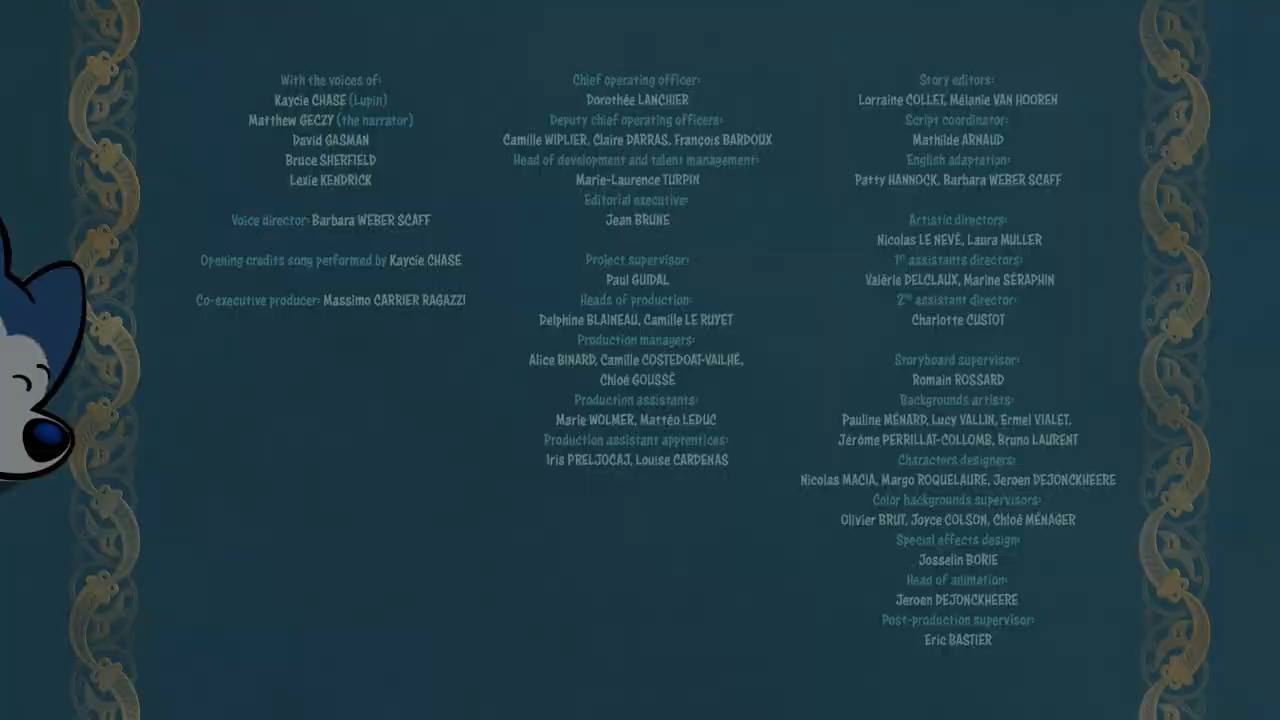 With the voices of:
Kaycie CHASE (Lupin)
Matthew GECZY (the narrator)
David GASMAN
Bruce SHERFIELD
Lexie KENDRICK
Voice director: Barbara WEBER SCAFF
Opening credits song performed by Kaycie CHASE
Co-executive producer: Massimo CARRIER RAGAZZI
Chief operating officer:
Dorothée LANCHIER
Deputy chief operating officers:
Camille WIPLIER, Claire DARRAS, François BARDOUX
Head of development and talent management:
Marie-Laurence TURPIN
Editorial executive:
Jean BRUNE
Project supervisor:
Paul GUIDAL
Heads of production:
Delphine BLAINEAU, Camille LE RUYET
Production managers:
Alice BINARD, Camille COSTEDOAT-VAILHÉ,
Chloé GOUSSÉ
Production assistants:
Marie WOLMER, Mattéo LEDUC
Production assistant apprentices:
Iris PRELJOCAJ, Louise CARDENAS
Story editors:
Lorraine COLLET, Mélanie VAN HOOREN
Script coordinator:
Mathilde ARNAUD
English adaptation:
Patty HANNOCK, Barbara WEBER SCAFF
Artistic directors:
Nicolas LE NEVÉ, Laura MULLER
1st assistants directors:
Valérie DELCLAUX, Marine SÉRAPHIN
2nd assistant director:
Charlotte CUSTOT
Storyboard supervisor:
Romain ROSSARD
Backgrounds artists:
Pauline MÉNARD, Lucy VALLIN, Ermel VIALET,
Jérôme PERRILLAT-COLLOMB, Bruno LAURENT
Characters designers:
Nicolas MACIA, Margo ROQUELAURE, Jeroen DEJONCKHEERE
Color backgrounds supervisors:
Olivier BRUT, Joyce COLSON, Chloé MÉNAGER
Special effects design:
Josselin BORIE
Head of animation:
Jeroen DEJONCKHEERE
Post-production supervisor:
Eric BASTIER